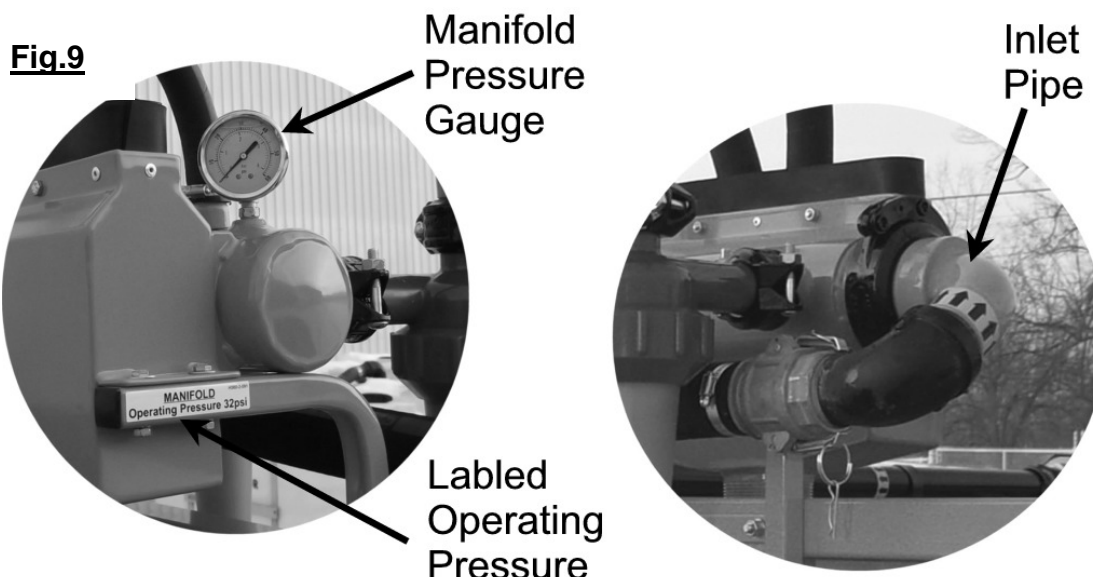 Fig.9
Manifold
Pressure
Gauge
Inlet
Pipe
MANIFOLD
Operating Pressure 32psi
Labled
Operating
Pressure